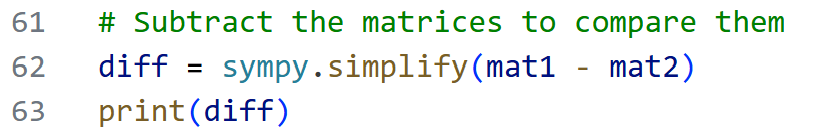 61 # Subtract the matrices to compare them
62 diff = sympy.simplify(mat1 - mat2)
63 print(diff)